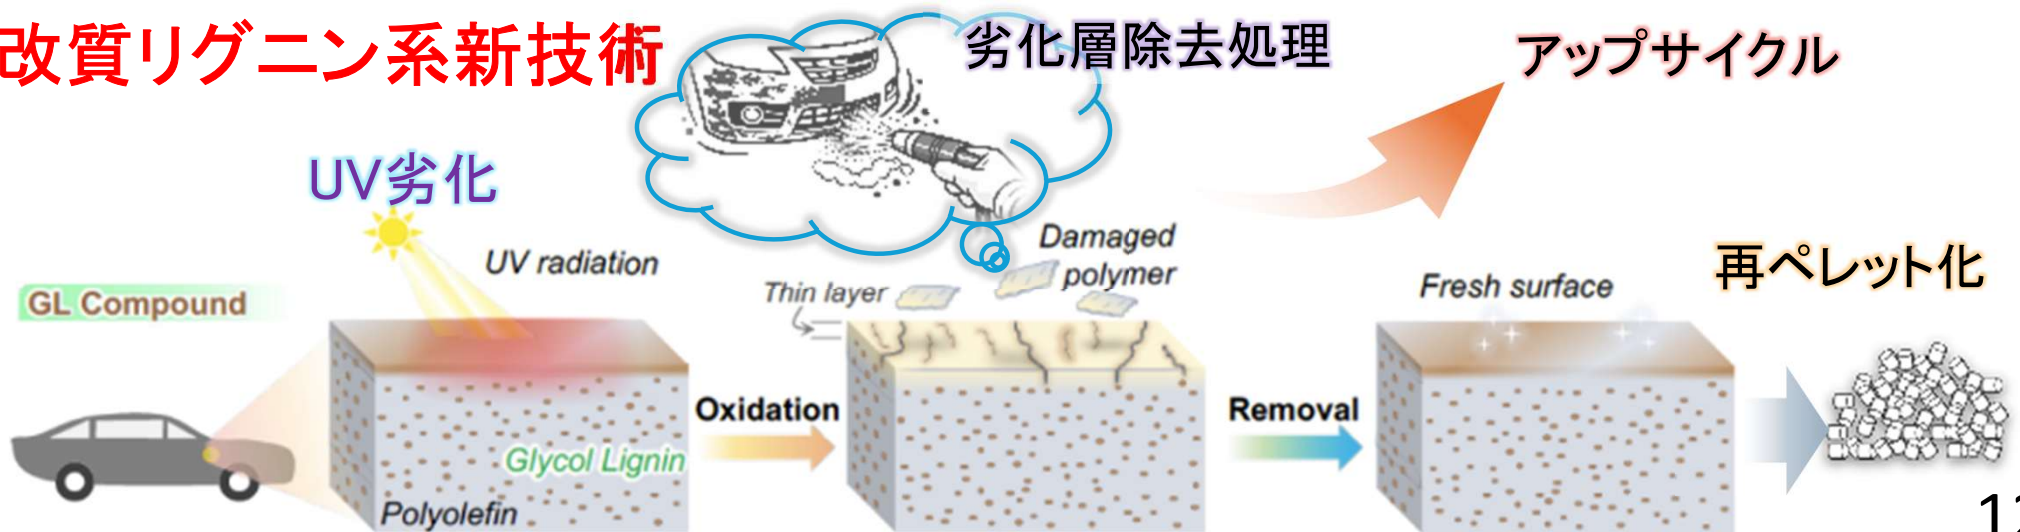 改質リグニン系新技術
劣化層除去処理
アップサイクル
UV劣化
UV radiation
GL Compound
Thin layer
Damaged
polymer
Fresh surface
再ペレット化
Oxidation
Removal
Glycol Lignin
Polyolefin